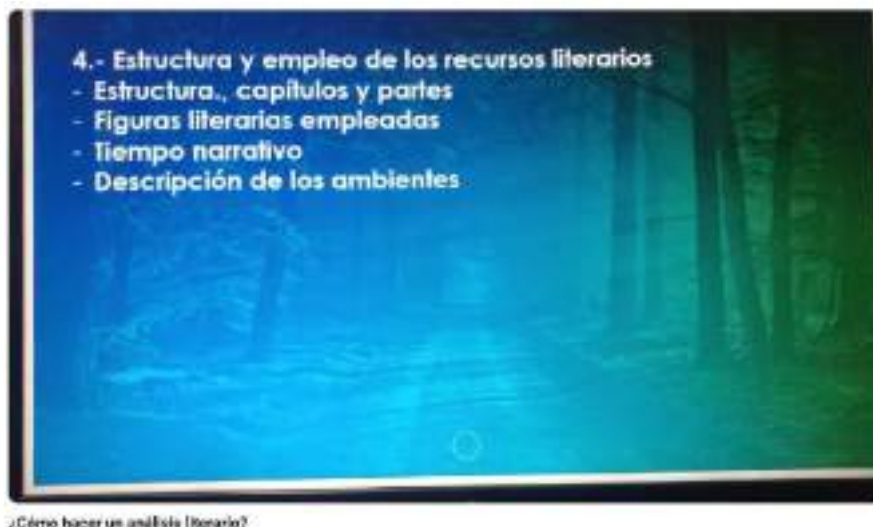 4.- Estructura y empleo de los recursos literarios
- Estructura., capítulos y partes
- Figuras literarias empleadas
- Tiempo narrativo
- Descripción de los ambientes
¿Cómo hacer un análisis literario?